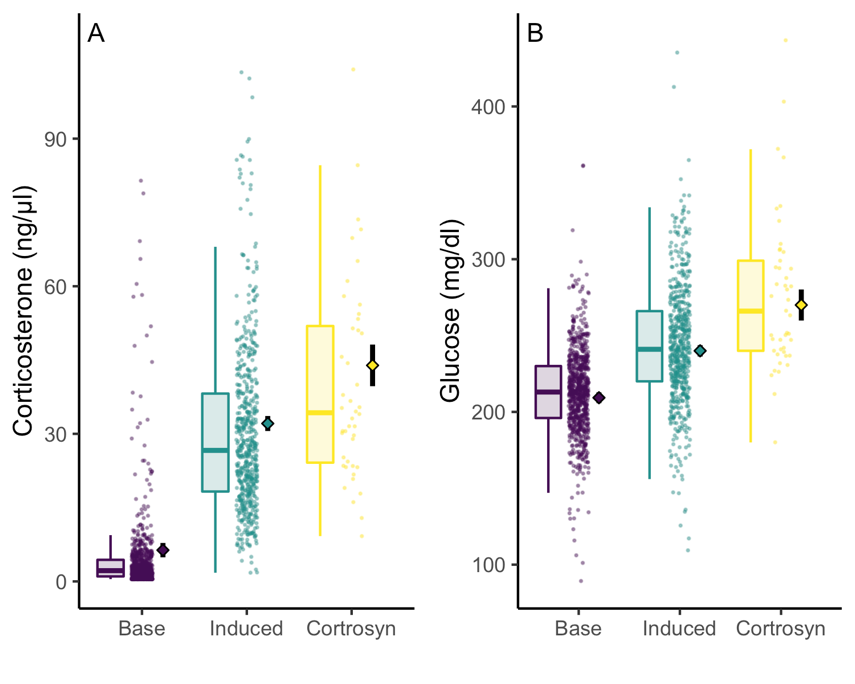 A
B
Corticosterone (ng/μl)
90
60
30
0
Base
Induced
Cortrosyn
Glucose (mg/dl)
400
300
200
100
Base
Induced
Cortrosyn